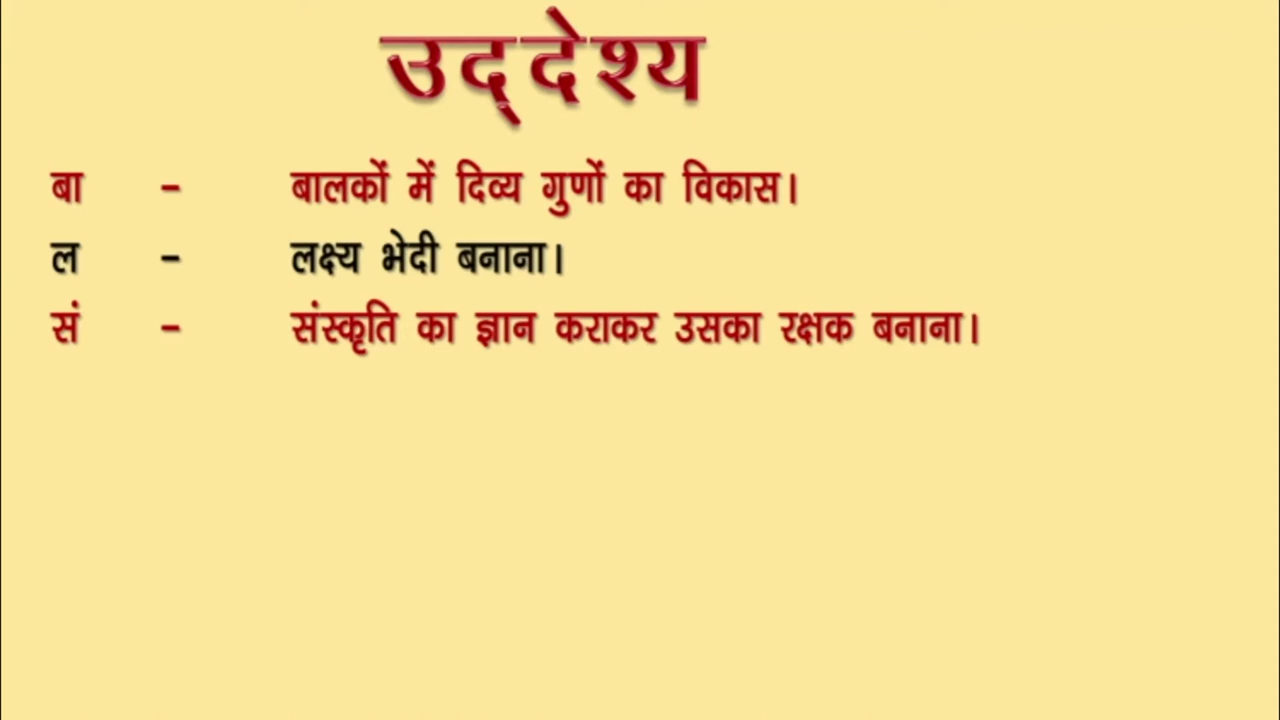 उद्देश्य
बा - बालकों में दिव्य गुणों का विकास।
ल - लक्ष्य भेदी बनाना।
सं - संस्कृति का ज्ञान कराकर उसका रक्षक बनाना।